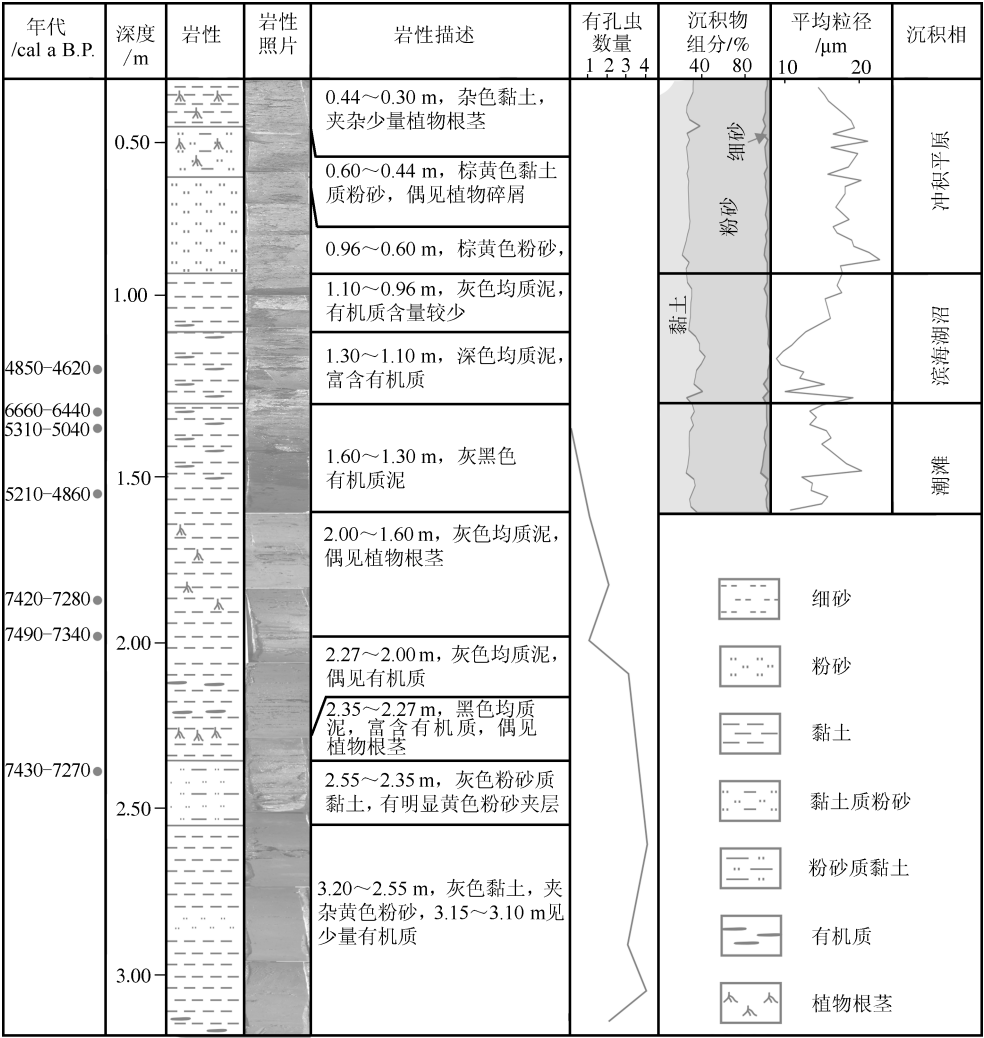 年代
/cal a B.P.
深度
/m
岩性
岩性
照片
岩性描述
有孔虫
数量
1 2 3 4
沉积物
组分/%
40 80
平均粒径
/μm
10 20
沉积相
0.50
1.00
1.50
2.00
2.50
3.00
4850–4620
6660–6440
5310–5040
5210–4860
7420–7280
7490–7340
7430–7270
0.44～0.30 m，杂色黏土，
夹杂少量植物根茎
0.60～0.44 m，棕黄色黏土
质粉砂，偶见植物碎屑
0.96～0.60 m，棕黄色粉砂，
1.10～0.96 m，灰色均质泥，
有机质含量较少
1.30～1.10 m，深色均质泥，
富含有机质
1.60～1.30 m，灰黑色
有机质泥
2.00～1.60 m，灰色均质泥，
偶见植物根茎
2.27～2.00 m，灰色均质泥，
偶见有机质
2.35～2.27 m，黑色均质
泥，富含有机质，偶见
植物根茎
2.55～2.35 m，灰色粉砂质
黏土，有明显黄色粉砂夹层
3.20～2.55 m，灰色黏土，夹
杂黄色粉砂，3.15～3.10 m见
少量有机质
黏土
粉砂
细砂
冲积平原
滨海湖沼
潮滩
细砂
粉砂
黏土
黏土质粉砂
粉砂质黏土
有机质
植物根茎